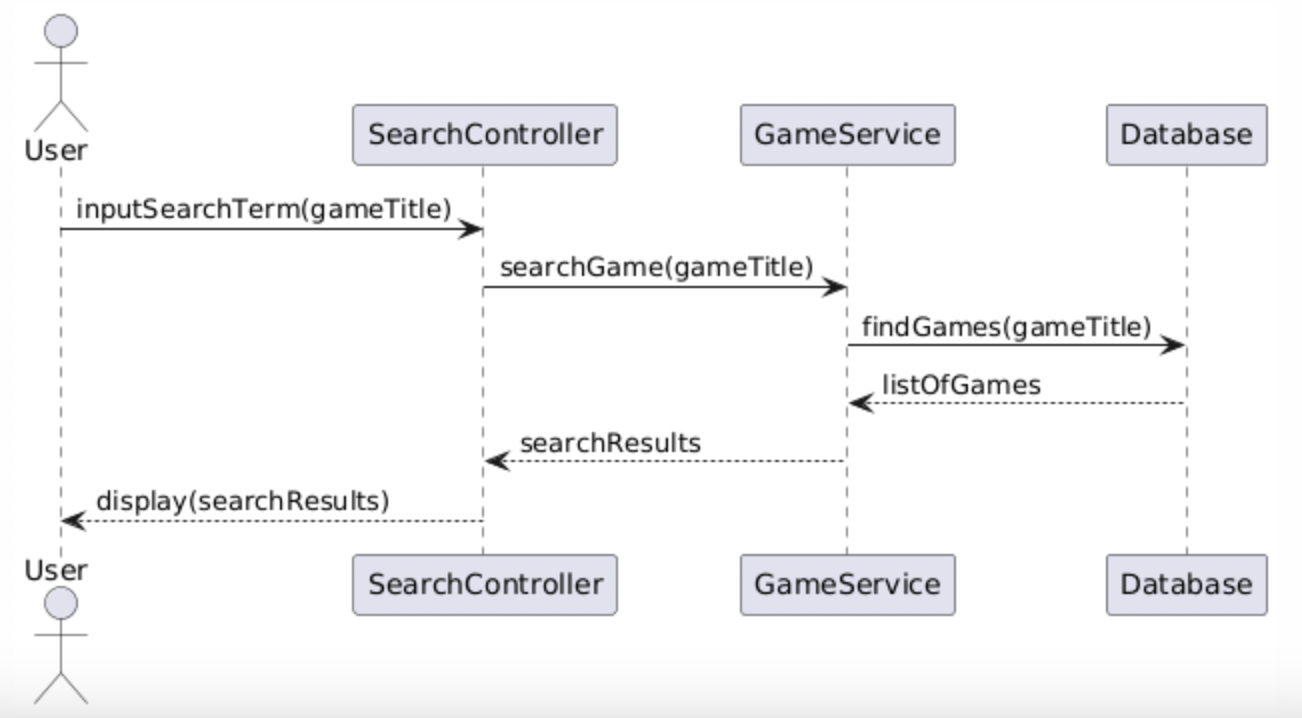 User
SearchController
GameService
Database
inputSearchTerm(gameTitle)
searchGame(gameTitle)
findGames(gameTitle)
listOfGames
searchResults
display(searchResults)
User
SearchController
GameService
Database